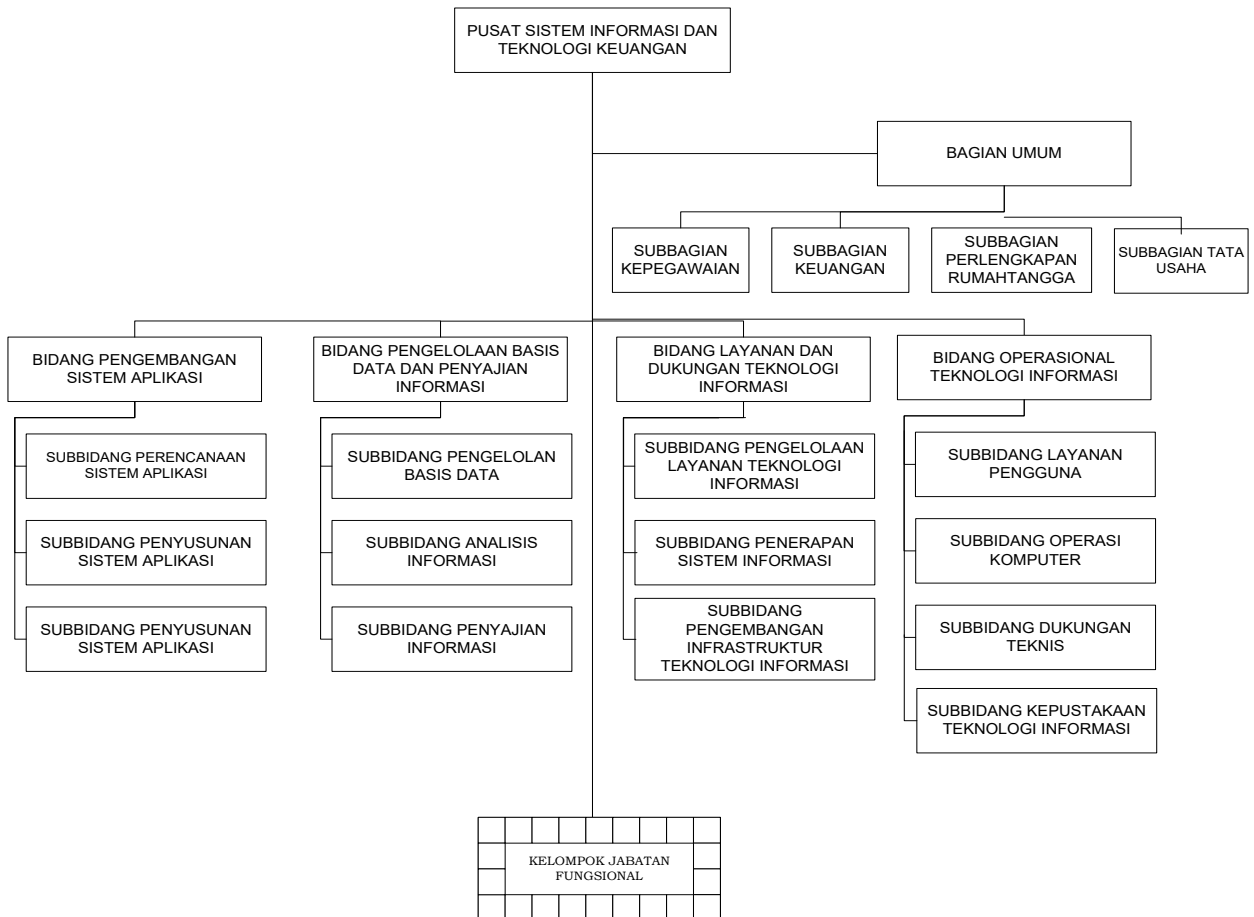 PUSAT SISTEM INFORMASI DAN
TEKNOLOGI KEUANGAN
BAGIAN UMUM
SUBBAGIAN
KEPEGAWAIAN
SUBBAGIAN
KEUANGAN
SUBBAGIAN
PERLENGKAPAN
RUMAHTANGGA
SUBBAGIAN TATA
USAHA
BIDANG PENGEMBANGAN
SISTEM APLIKASI
BIDANG PENGELOLAAN BASIS
DATA DAN PENYAJIAN
INFORMASI
BIDANG LAYANAN DAN
DUKUNGAN TEKNOLOGI
INFORMASI
BIDANG OPERASIONAL
TEKNOLOGI INFORMASI
SUBBIDANG PERENCANAAN
SISTEM APLIKASI
SUBBIDANG PENYUSUNAN
SISTEM APLIKASI
SUBBIDANG PENYUSUNAN
SISTEM APLIKASI
SUBBIDANG PENGELOLAN
BASIS DATA
SUBBIDANG ANALISIS
INFORMASI
SUBBIDANG PENYAJIAN
INFORMASI
SUBBIDANG PENGELOLAAN
LAYANAN TEKNOLOGI
INFORMASI
SUBBIDANG PENERAPAN
SISTEM INFORMASI
SUBBIDANG
PENGEMBANGAN
INFRASTRUKTUR
TEKNOLOGI INFORMASI
SUBBIDANG LAYANAN
PENGGUNA
SUBBIDANG OPERASI
KOMPUTER
SUBBIDANG DUKUNGAN
TEKNIS
SUBBIDANG KEPUSTAKAAN
TEKNOLOGI INFORMASI
KELOMPOK JABATAN
FUNGSIONAL